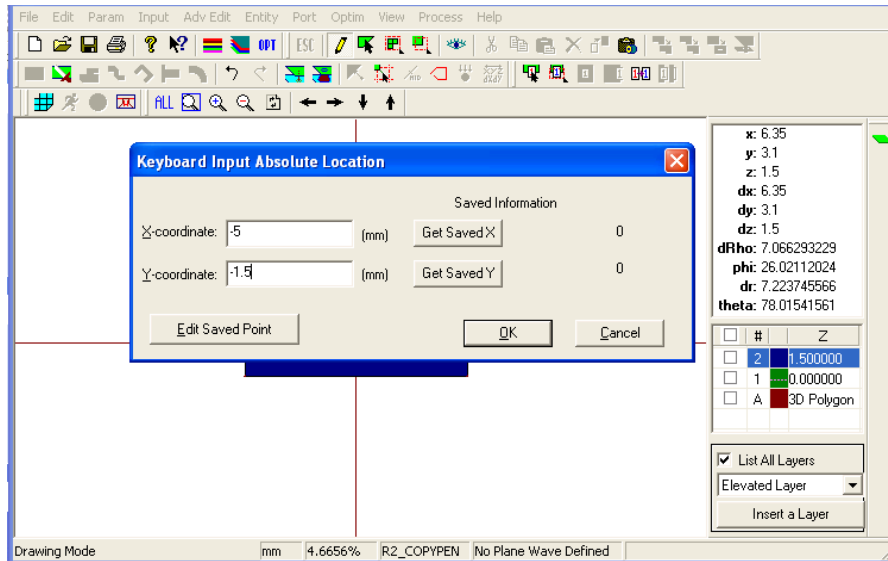 File Edit Param Input Adv Edit Entity Port Optim View Process Help
OPT ESC
ALL
Keyboard Input Absolute Location
Saved Information
X-coordinate: -5 (mm) Get Saved X 0
Y-coordinate: -1.5 (mm) Get Saved Y 0
Edit Saved Point OK Cancel
x: 6.35
y: 3.1
z: 1.5
dx: 6.35
dy: 3.1
dz: 1.5
dRho: 7.066293229
phi: 26.02112024
dr: 7.223745566
theta: 78.01541561
# Z
2 1.500000
1 0.000000
A 3D Polygon
List All Layers
Elevated Layer
Insert a Layer
Drawing Mode mm 4.6656% R2_COPYPEN No Plane Wave Defined